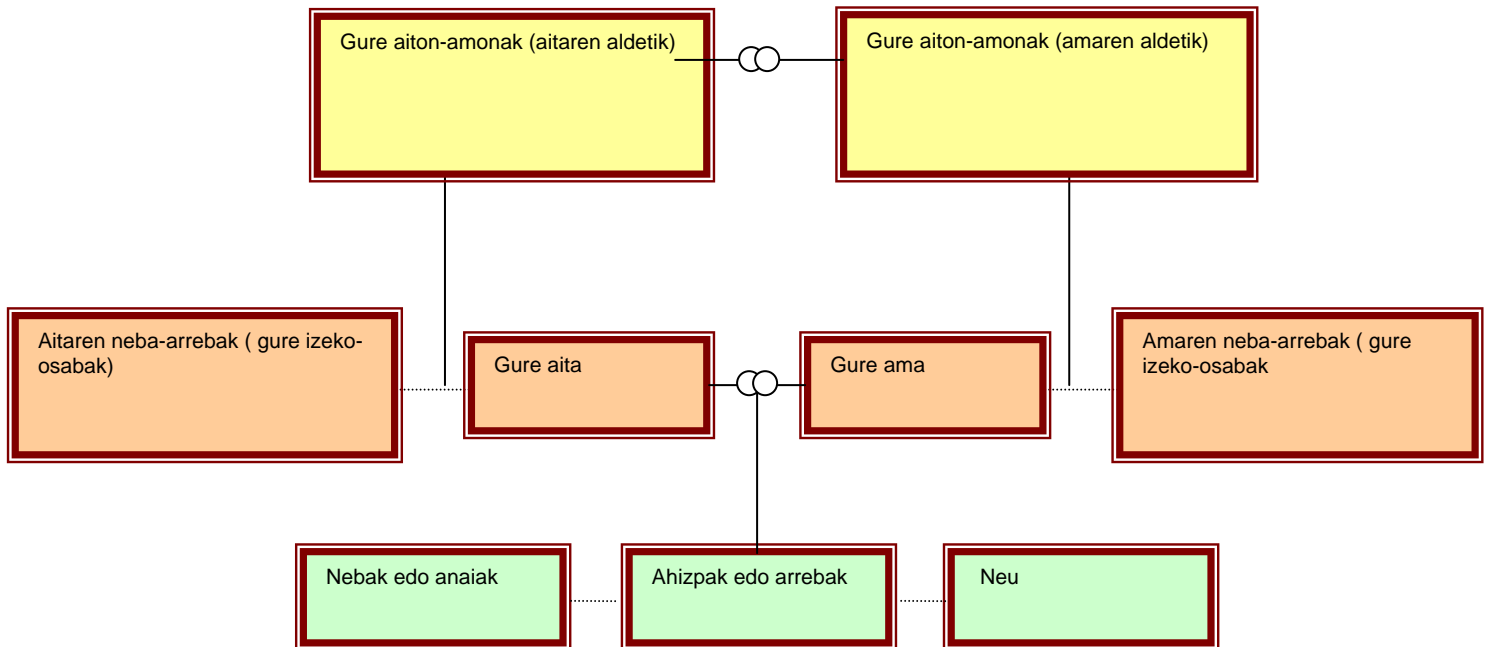 Gure aiton-amonak (aitaren aldetik)
Gure aiton-amonak (amaren aldetik)
Aitaren neba-arrebak ( gure izeko-
osabak)
Gure aita
Gure ama
Amaren neba-arrebak ( gure
izeko-osabak
Nebak edo anaiak
Ahizpak edo arrebak
Neu